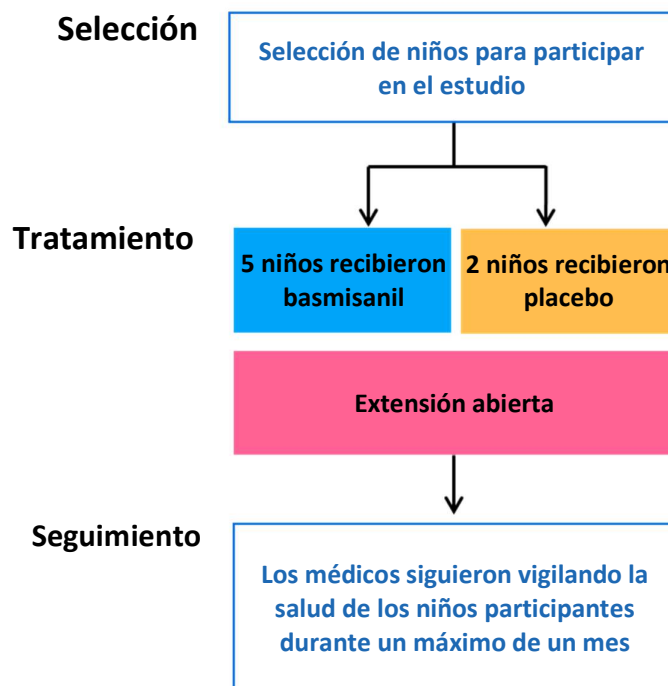 Selección
Selección de niños para participar
en el estudio
Tratamiento
5 niños recibieron
basmisanil
2 niños recibieron
placebo
Extensión abierta
Seguimiento
Los médicos siguieron vigilando la
salud de los niños participantes
durante un máximo de un mes